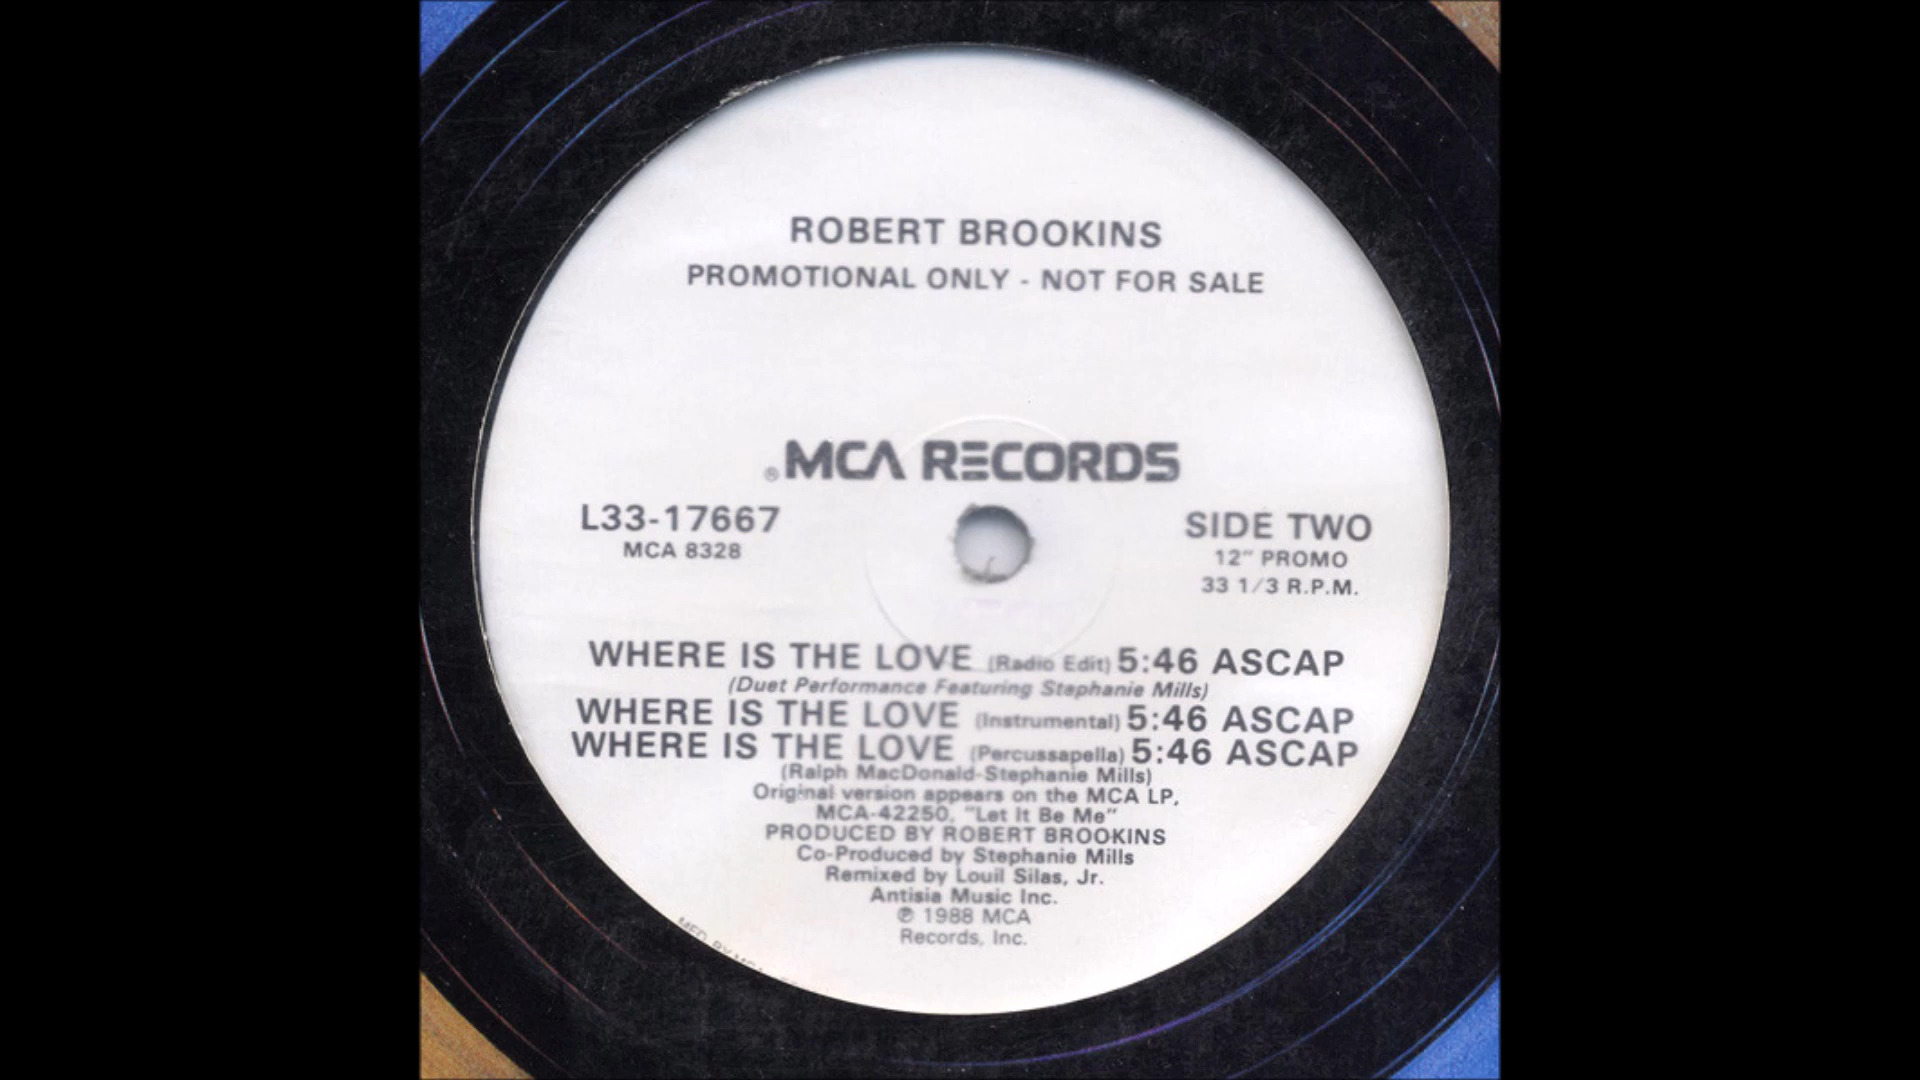 ROBERT BROOKINS
PROMOTIONAL ONLY - NOT FOR SALE
® MCA RECORDS
L33-17667
MCA 8328
SIDE TWO
12" PROMO
33 1/3 R.P.M.
WHERE IS THE LOVE (Radio Edit) 5:46 ASCAP
(Duet Performance Featuring Stephanie Mills)
WHERE IS THE LOVE (Instrumental) 5:46 ASCAP
WHERE IS THE LOVE (Percussapella) 5:46 ASCAP
(Ralph MacDonald-Stephanie Mills)
Original version appears on the MCA LP,
MCA-42250, "Let It Be Me"
PRODUCED BY ROBERT BROOKINS
Co-Produced by Stephanie Mills
Remixed by Louil Silas, Jr.
Antisia Music Inc.
℗ 1988 MCA
Records, Inc.
MFD. BY MCA